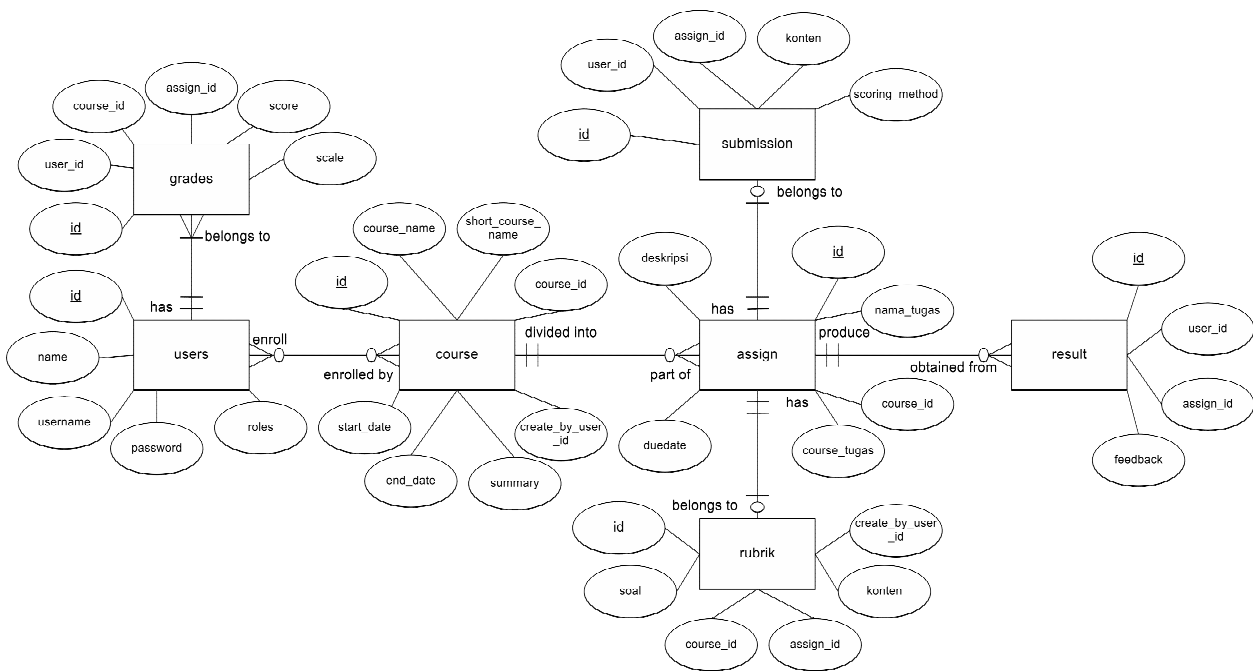 assign_id
konten
user_id
scoring_method
id
submission
belongs to
assign_id
course_id
score
user_id
scale
grades
id
belongs to
has
id
name
users
username
password
roles
enroll
enrolled by
course_name
short_course_
name
id
course_id
course
start_date
end_date
summary
create_by_user
_id
divided into
part of
deskripsi
has
id
nama_tugas
assign
produce
has
course_id
course_tugas
duedate
obtained from
id
user_id
result
assign_id
feedback
belongs to
id
create_by_user
_id
rubrik
soal
konten
course_id
assign_id